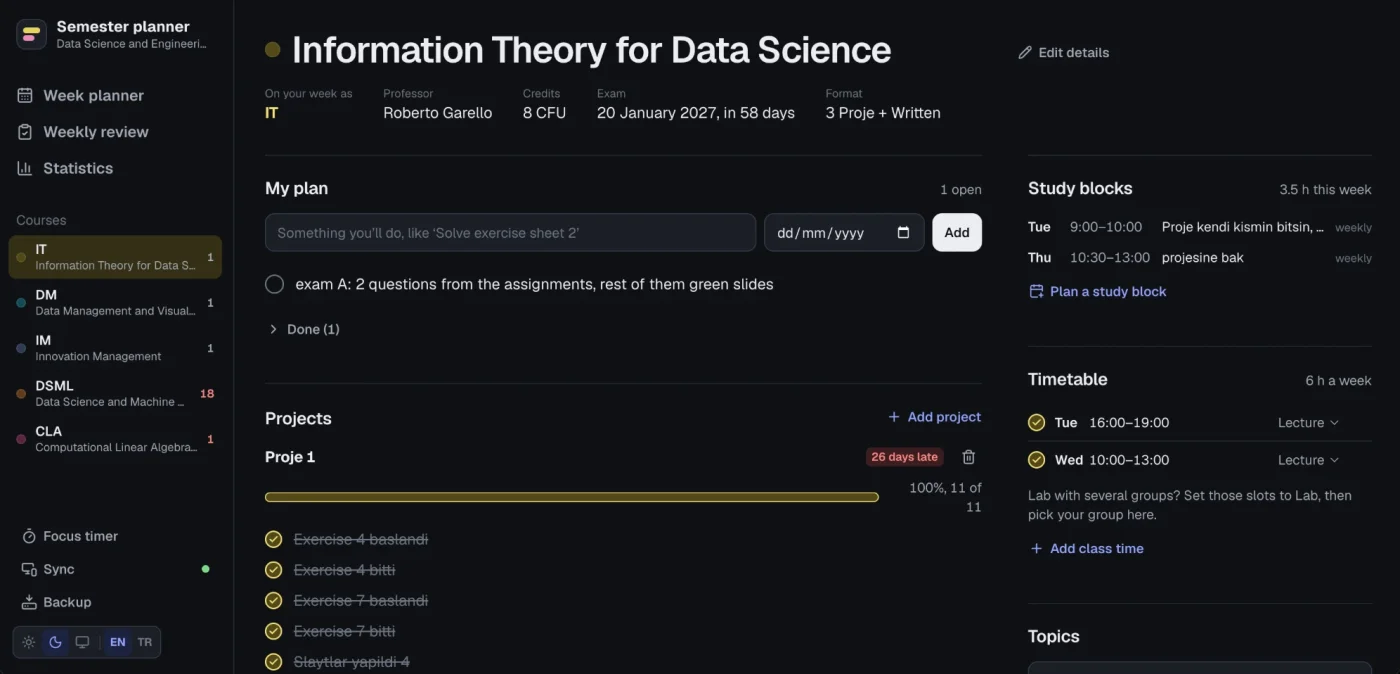 Semester planner
Data Science and Engineeri…
Week planner
Weekly review
Statistics
Courses
IT
Information Theory for Data S…
1
DM
Data Management and Visual…
1
IM
Innovation Management
1
DSML
Data Science and Machine …
18
CLA
Computational Linear Algebra…
1
Focus timer
Sync
Backup
EN TR
Information Theory for Data Science
Edit details
On your week as
IT
Professor
Roberto Garello
Credits
8 CFU
Exam
20 January 2027, in 58 days
Format
3 Proje + Written
My plan
1 open
Something you'll do, like ‘Solve exercise sheet 2’
dd/mm/yyyy
Add
exam A: 2 questions from the assignments, rest of them green slides
Done (1)
Projects
Add project
Proje 1
26 days late
100%, 11 of
11
Exercise 4 baslandi
Exercise 4 bitti
Exercise 7 baslandi
Exercise 7 bitti
Slaytlar yapildi 4
Study blocks
3.5 h this week
Tue 9:00–10:00 Proje kendi kismin bitsin, … weekly
Thu 10:30–13:00 projesine bak weekly
Plan a study block
Timetable
6 h a week
Tue 16:00–19:00 Lecture
Wed 10:00–13:00 Lecture
Lab with several groups? Set those slots to Lab, then
pick your group here.
Add class time
Topics